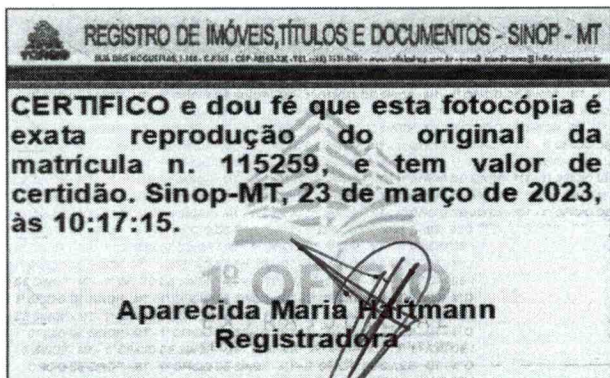 REGISTRO DE IMÓVEIS,TÍTULOS E DOCUMENTOS - SINOP - MT
CERTIFICO e dou fé que esta fotocópia é
exata reprodução do original da
matrícula n. 115259, e tem valor de
certidão. Sinop-MT, 23 de março de 2023,
às 10:17:15.
1º OFÍCIO
Aparecida Maria Hartmann
Registradora